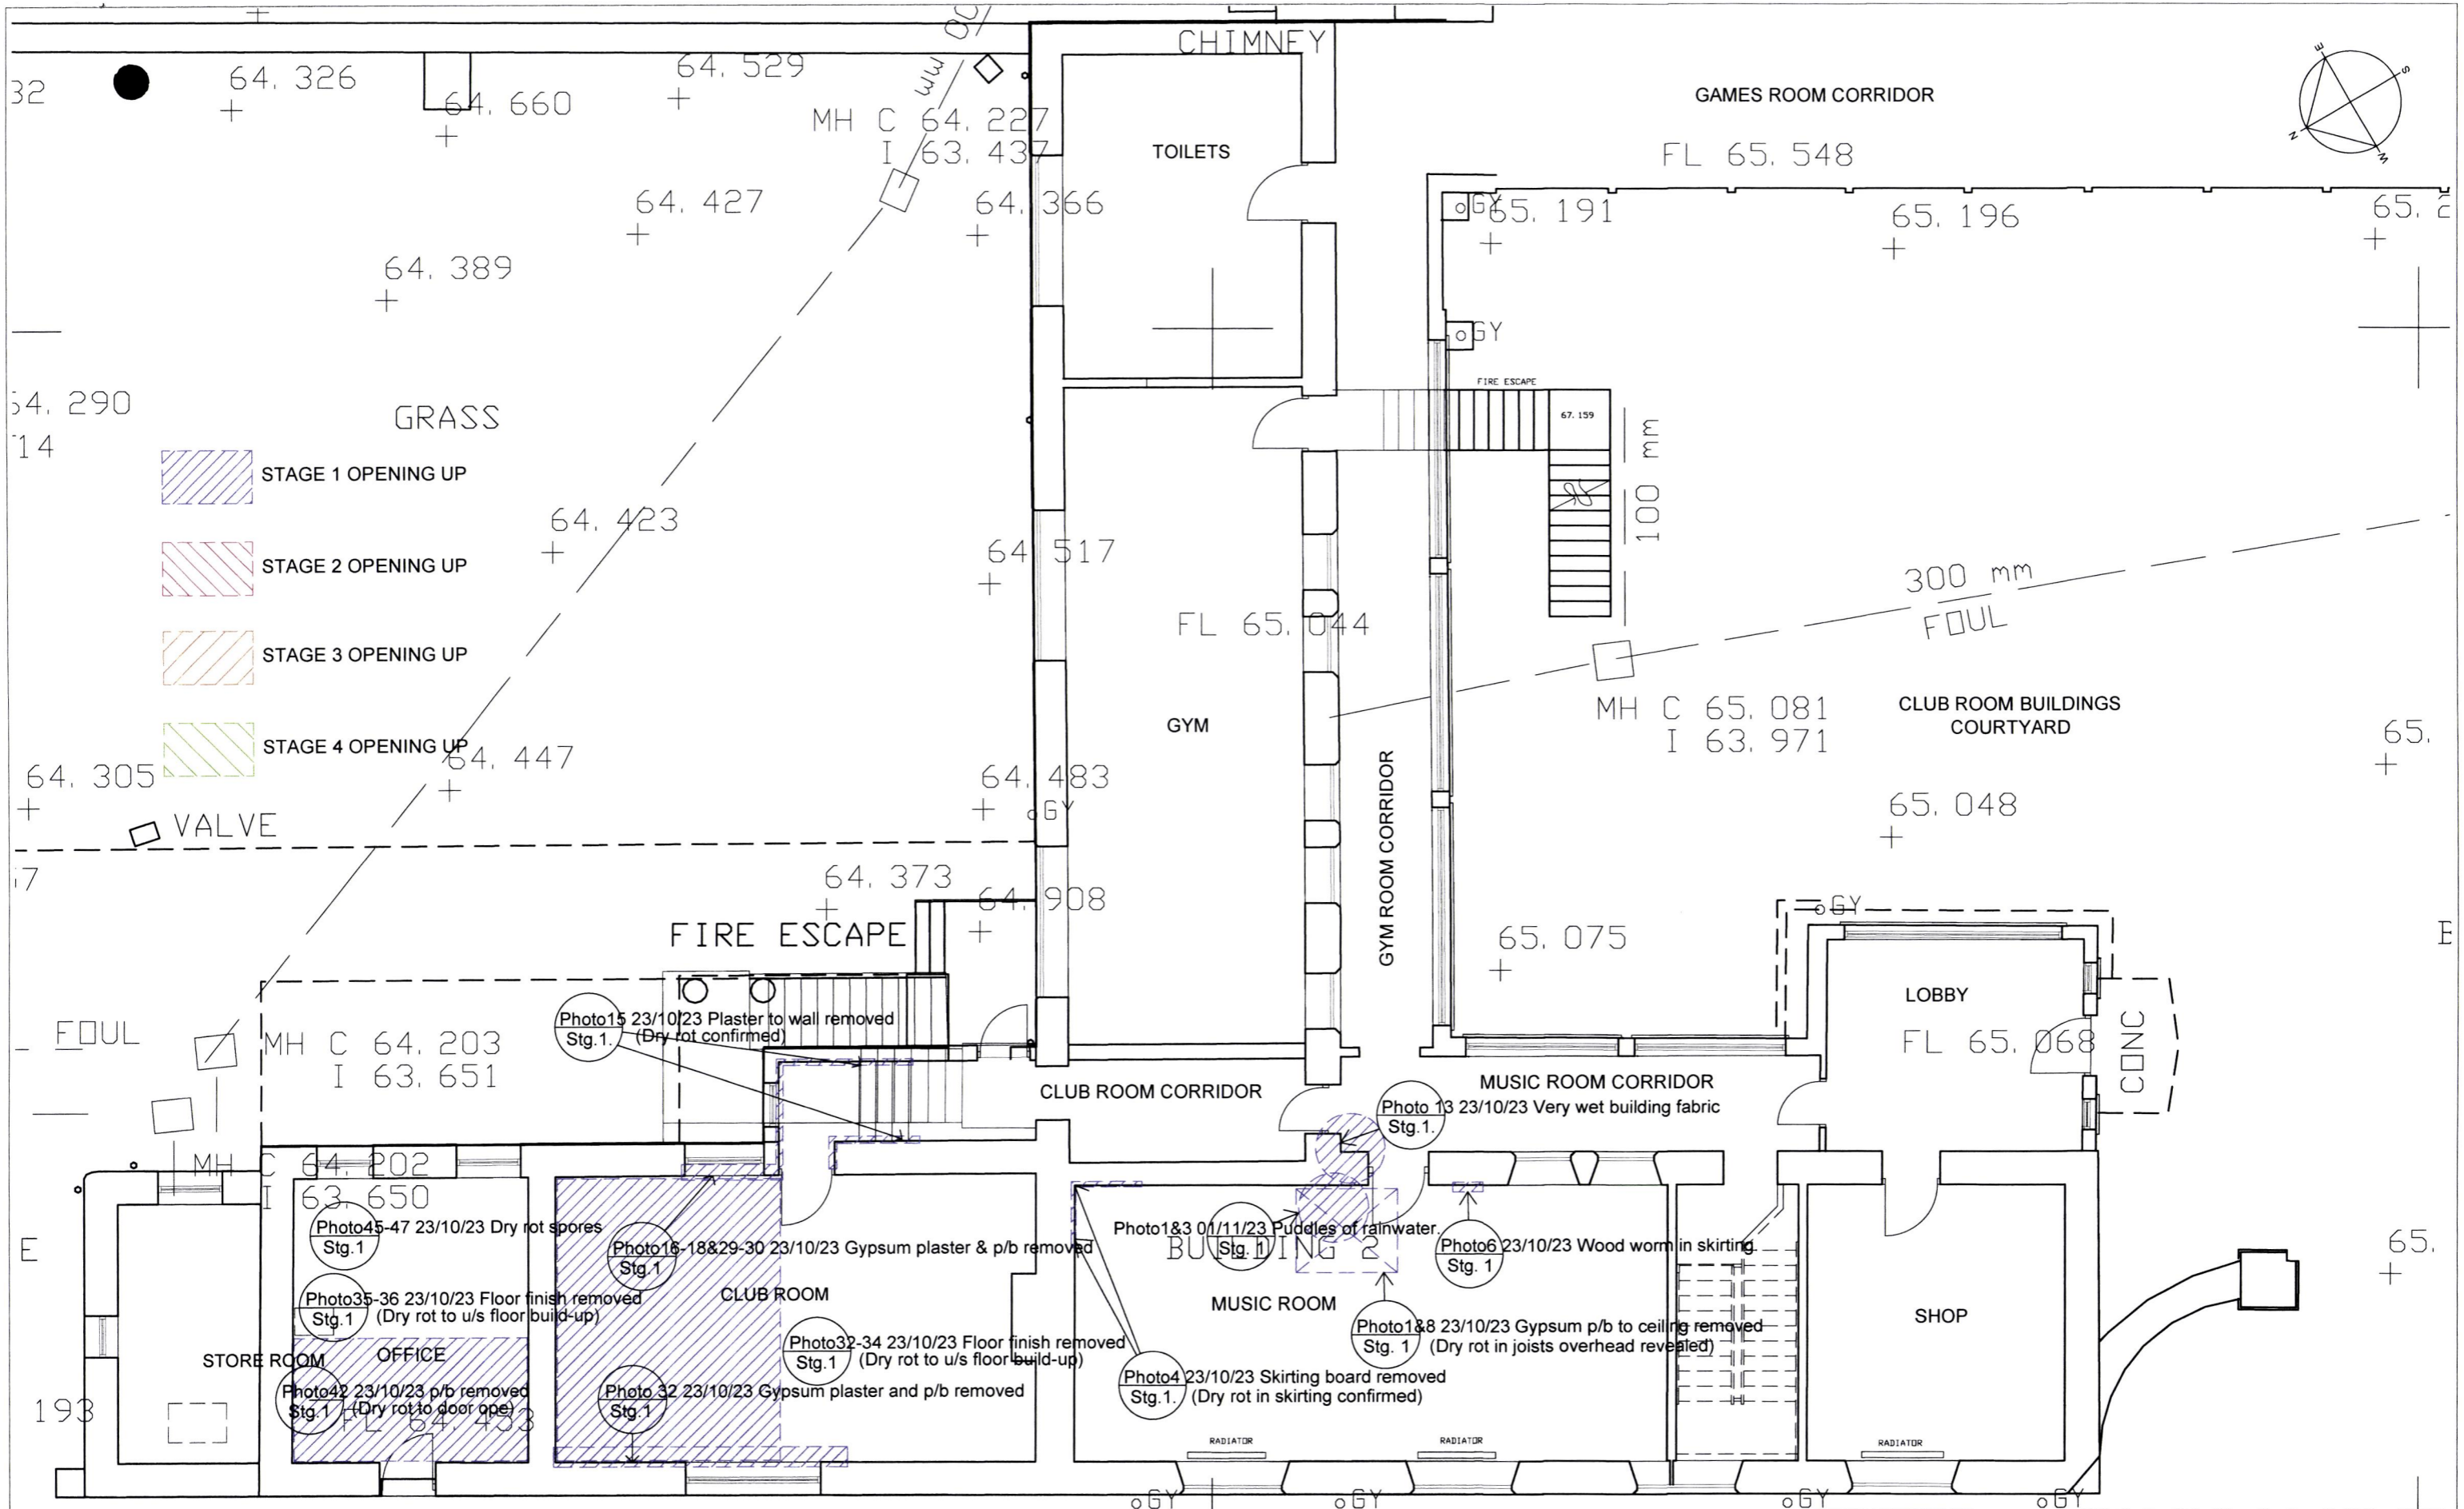 CHIMNEY
64. 326
64. 529
64. 660
32
MH C 64. 227
I 63. 437
TOILETS
GAMES ROOM CORRIDOR
FL 65. 548
E
S
N
W
64. 427
64. 366
GY
65. 191
65. 196
65. 2
64. 389
GY
FIRE ESCAPE
67. 159
64. 290
14
GRASS
STAGE 1 OPENING UP
100 mm
64. 423
64. 517
STAGE 2 OPENING UP
300 mm
FOUL
FL 65. 044
STAGE 3 OPENING UP
GYM
MH C 65. 081
I 63. 971
CLUB ROOM BUILDINGS
COURTYARD
65.
STAGE 4 OPENING UP
64. 447
64. 305
64. 483
GY
65. 048
VALVE
GYM ROOM CORRIDOR
64. 373
64. 908
GY
FIRE ESCAPE
65. 075
E
LOBBY
FL 65. 068
CONC
Photo15 23/10/23 Plaster to wall removed
Stg.1. (Dry rot confirmed)
FOUL
MH C 64. 203
I 63. 651
CLUB ROOM CORRIDOR
MUSIC ROOM CORRIDOR
Photo 13 23/10/23 Very wet building fabric
Stg.1.
MH C 64. 202
I 63. 650
Photo45-47 23/10/23 Dry rot spores
Stg.1
Photo16-18&29-30 23/10/23 Gypsum plaster & p/b removed
Stg.1
Photo1&3 01/11/23 Puddles of rainwater.
Stg. 1
BUILDING 2
Photo6 23/10/23 Wood worm in skirting
Stg. 1
E
65.
Photo35-36 23/10/23 Floor finish removed
Stg.1 (Dry rot to u/s floor build-up)
CLUB ROOM
MUSIC ROOM
SHOP
Photo32-34 23/10/23 Floor finish removed
Stg.1 (Dry rot to u/s floor build-up)
Photo1&8 23/10/23 Gypsum p/b to ceiling removed
Stg. 1 (Dry rot in joists overhead revealed)
STORE ROOM
OFFICE
Photo42 23/10/23 p/b removed
Stg.1 (Dry rot to door ope)
Photo 32 23/10/23 Gypsum plaster and p/b removed
Stg.1
Photo4 23/10/23 Skirting board removed
Stg.1. (Dry rot in skirting confirmed)
193
RADIATOR
RADIATOR
RADIATOR
GY
GY
GY
GY